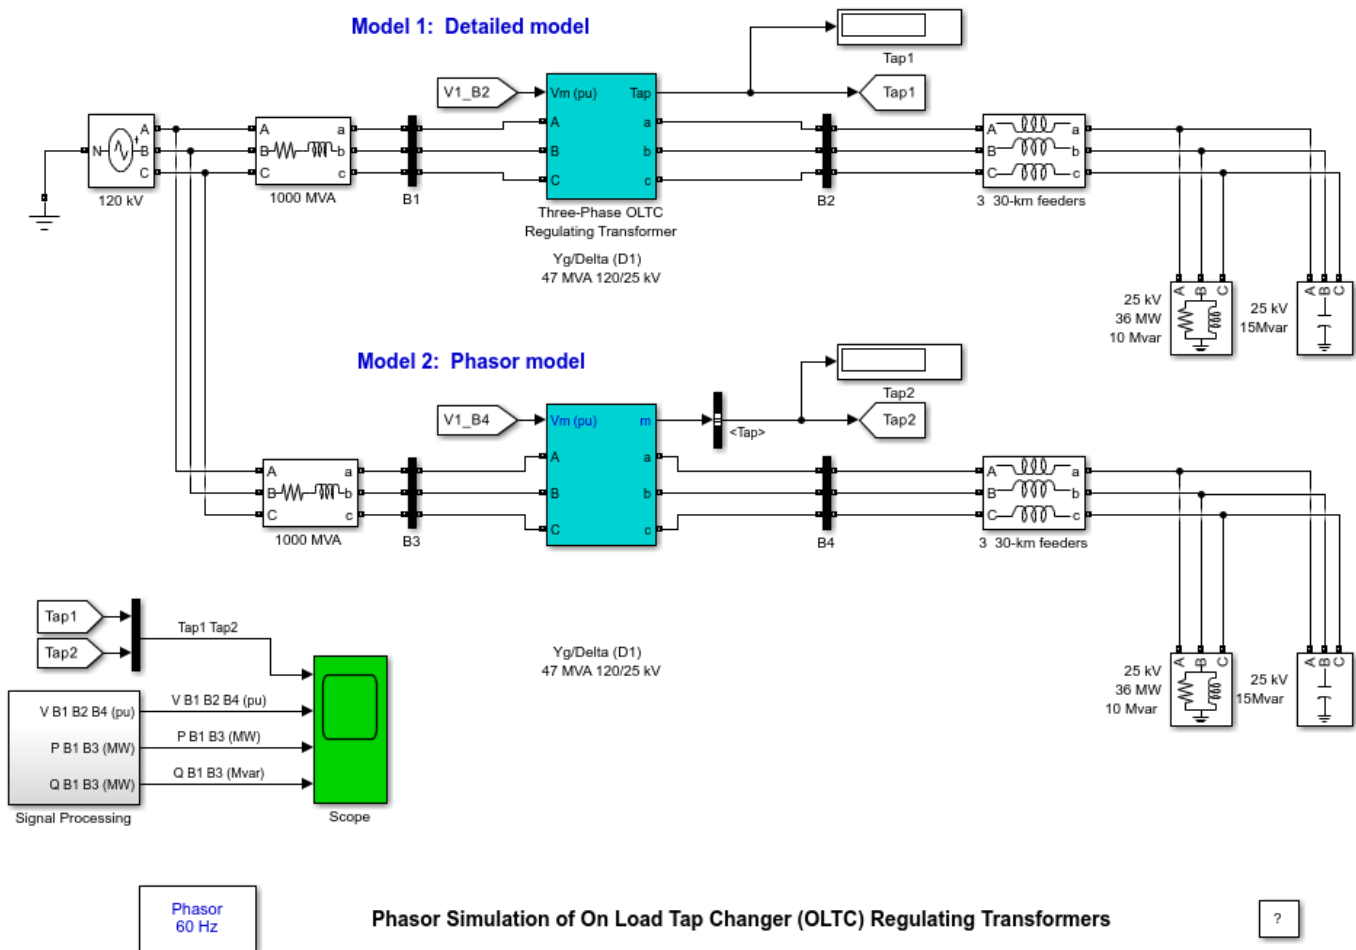 Model 1:  Detailed model
Tap1
V1_B2
Vm (pu)
Tap
Tap1
N
A
B
C
120 kV
A
B
C
a
b
c
1000 MVA
B1
A
B
C
a
b
c
Three-Phase OLTC
Regulating Transformer
Yg/Delta (D1)
47 MVA 120/25 kV
B2
A
B
C
a
b
c
3  30-km feeders
A
B
C
25 kV
36 MW
10 Mvar
A
B
C
25 kV
15Mvar
Model 2:  Phasor model
Tap2
V1_B4
Vm (pu)
m
<Tap>
Tap2
A
B
C
a
b
c
1000 MVA
B3
A
B
C
a
b
c
B4
A
B
C
a
b
c
3  30-km feeders
Yg/Delta (D1)
47 MVA 120/25 kV
A
B
C
25 kV
36 MW
10 Mvar
A
B
C
25 kV
15Mvar
Tap1
Tap2
Tap1 Tap2
V B1 B2 B4 (pu)
V B1 B2 B4 (pu)
P B1 B3 (MW)
P B1 B3 (MW)
Q B1 B3 (MW)
Q B1 B3 (Mvar)
Signal Processing
Scope
Phasor
60 Hz
Phasor Simulation of On Load Tap Changer (OLTC) Regulating Transformers
?